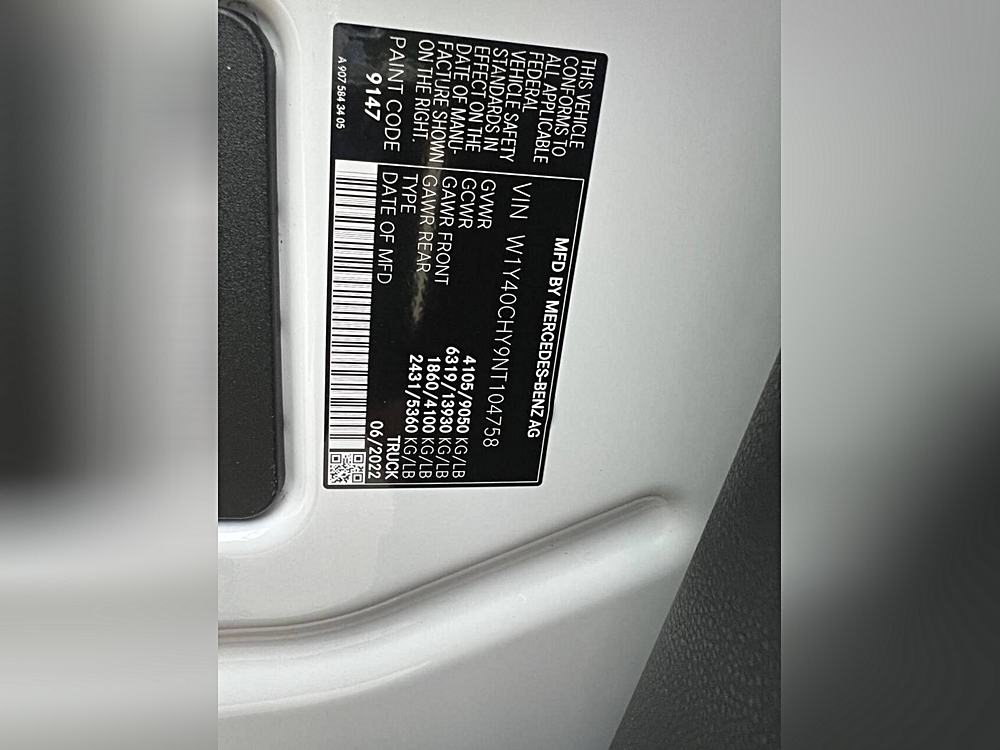 THIS VEHICLE
CONFORMS TO
ALL APPLICABLE
FEDERAL
VEHICLE SAFETY
STANDARDS IN
EFFECT ON THE
DATE OF MANU-
FACTURE SHOWN
ON THE RIGHT.
PAINT CODE
9147
A 907 584 34 05
MFD BY MERCEDES-BENZ AG
VIN W1Y40CHY9NT104758
GVWR 4105/9050 KG/LB
GCWR 6319/13930 KG/LB
GAWR FRONT 1860/4100 KG/LB
GAWR REAR 2431/5360 KG/LB
TYPE TRUCK
DATE OF MFD 06/2022